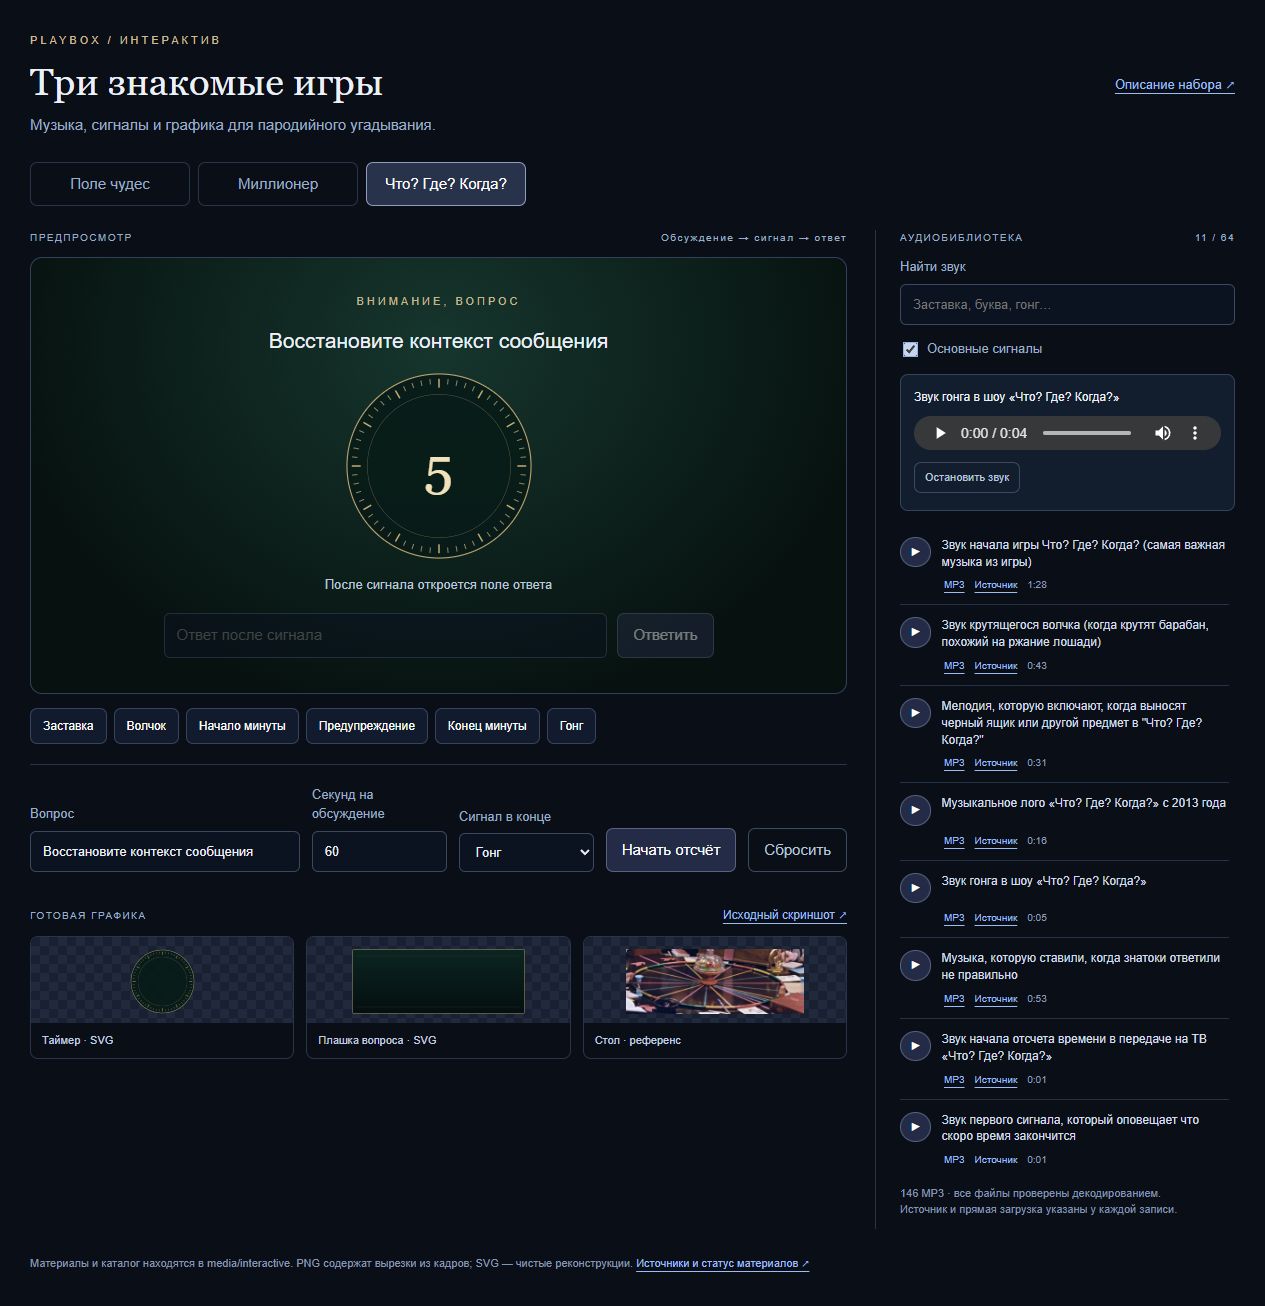 PLAYBOX / ИНТЕРАКТИВ
Три знакомые игры
Описание набора ↗
Музыка, сигналы и графика для пародийного угадывания.
Поле чудес
Миллионер
Что? Где? Когда?
ПРЕДПРОСМОТР
Обсуждение → сигнал → ответ
ВНИМАНИЕ, ВОПРОС
Восстановите контекст сообщения
5
После сигнала откроется поле ответа
Ответ после сигнала
Ответить
Заставка
Волчок
Начало минуты
Предупреждение
Конец минуты
Гонг
Вопрос
Восстановите контекст сообщения
Секунд на
обсуждение
60
Сигнал в конце
Гонг
Начать отсчёт
Сбросить
ГОТОВАЯ ГРАФИКА
Исходный скриншот ↗
Таймер · SVG
Плашка вопроса · SVG
Стол · референс
АУДИОБИБЛИОТЕКА
11 / 64
Найти звук
Заставка, буква, гонг...
Основные сигналы
Звук гонга в шоу «Что? Где? Когда?»
0:00 / 0:04
Остановить звук
Звук начала игры Что? Где? Когда? (самая важная
музыка из игры)
MP3 Источник 1:28
Звук крутящегося волчка (когда крутят барабан,
похожий на ржание лошади)
MP3 Источник 0:43
Мелодия, которую включают, когда выносят
черный ящик или другой предмет в "Что? Где?
Когда?"
MP3 Источник 0:31
Музыкальное лого «Что? Где? Когда?» с 2013 года
MP3 Источник 0:16
Звук гонга в шоу «Что? Где? Когда?»
MP3 Источник 0:05
Музыка, которую ставили, когда знатоки ответили
не правильно
MP3 Источник 0:53
Звук начала отсчета времени в передаче на ТВ
«Что? Где? Когда?»
MP3 Источник 0:01
Звук первого сигнала, который оповещает что
скоро время закончится
MP3 Источник 0:01
146 MP3 · все файлы проверены декодированием.
Источник и прямая загрузка указаны у каждой записи.
Материалы и каталог находятся в media/interactive. PNG содержат вырезки из кадров; SVG — чистые реконструкции. Источники и статус материалов ↗